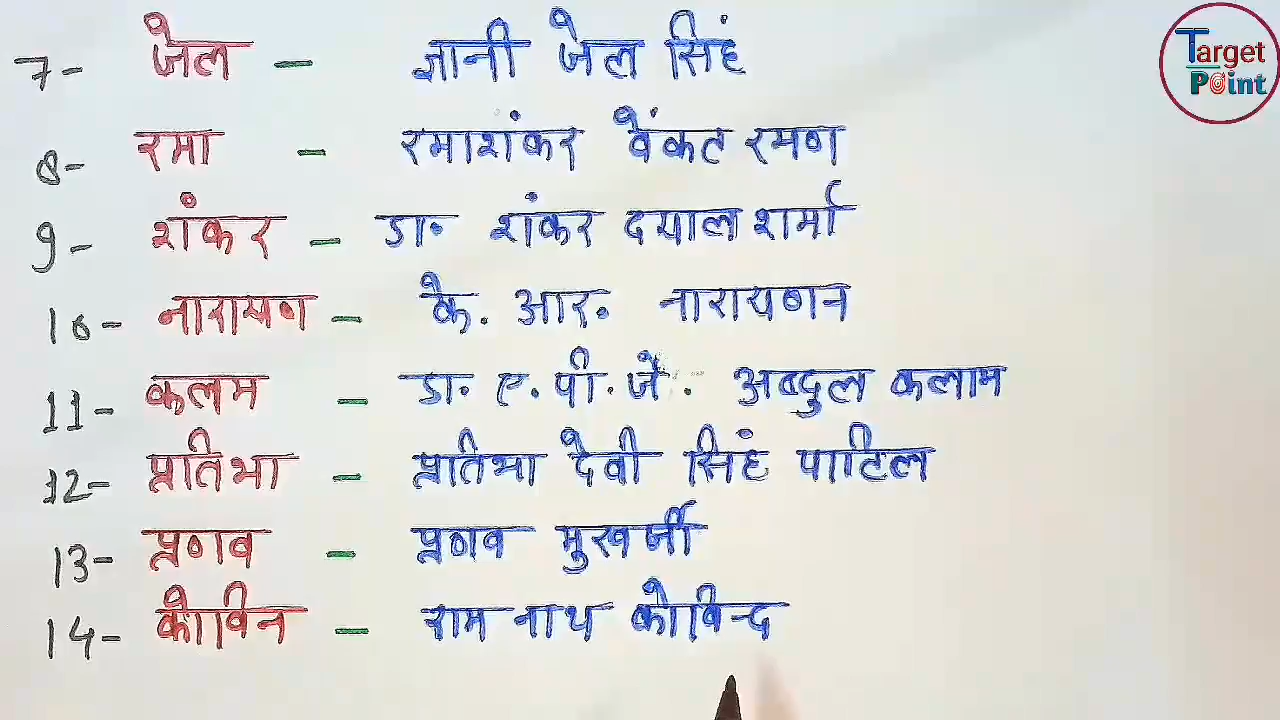 Target
Point
7- जेल - ज्ञानी जेल सिंह
8- रमा - रमाशंकर वेंकट रमण
9- शंकर - डा॰ शंकर दयाल शर्मा
10- नारायण - के. आर॰ नारायणन
11- कलम - डा. ए.पी.जे. अब्दुल कलाम
12- प्रतिभा - प्रतिभा देवी सिंह पाटिल
13- प्रणव - प्रणव मुखर्जी
14- कोविन - राम नाथ कोविन्द